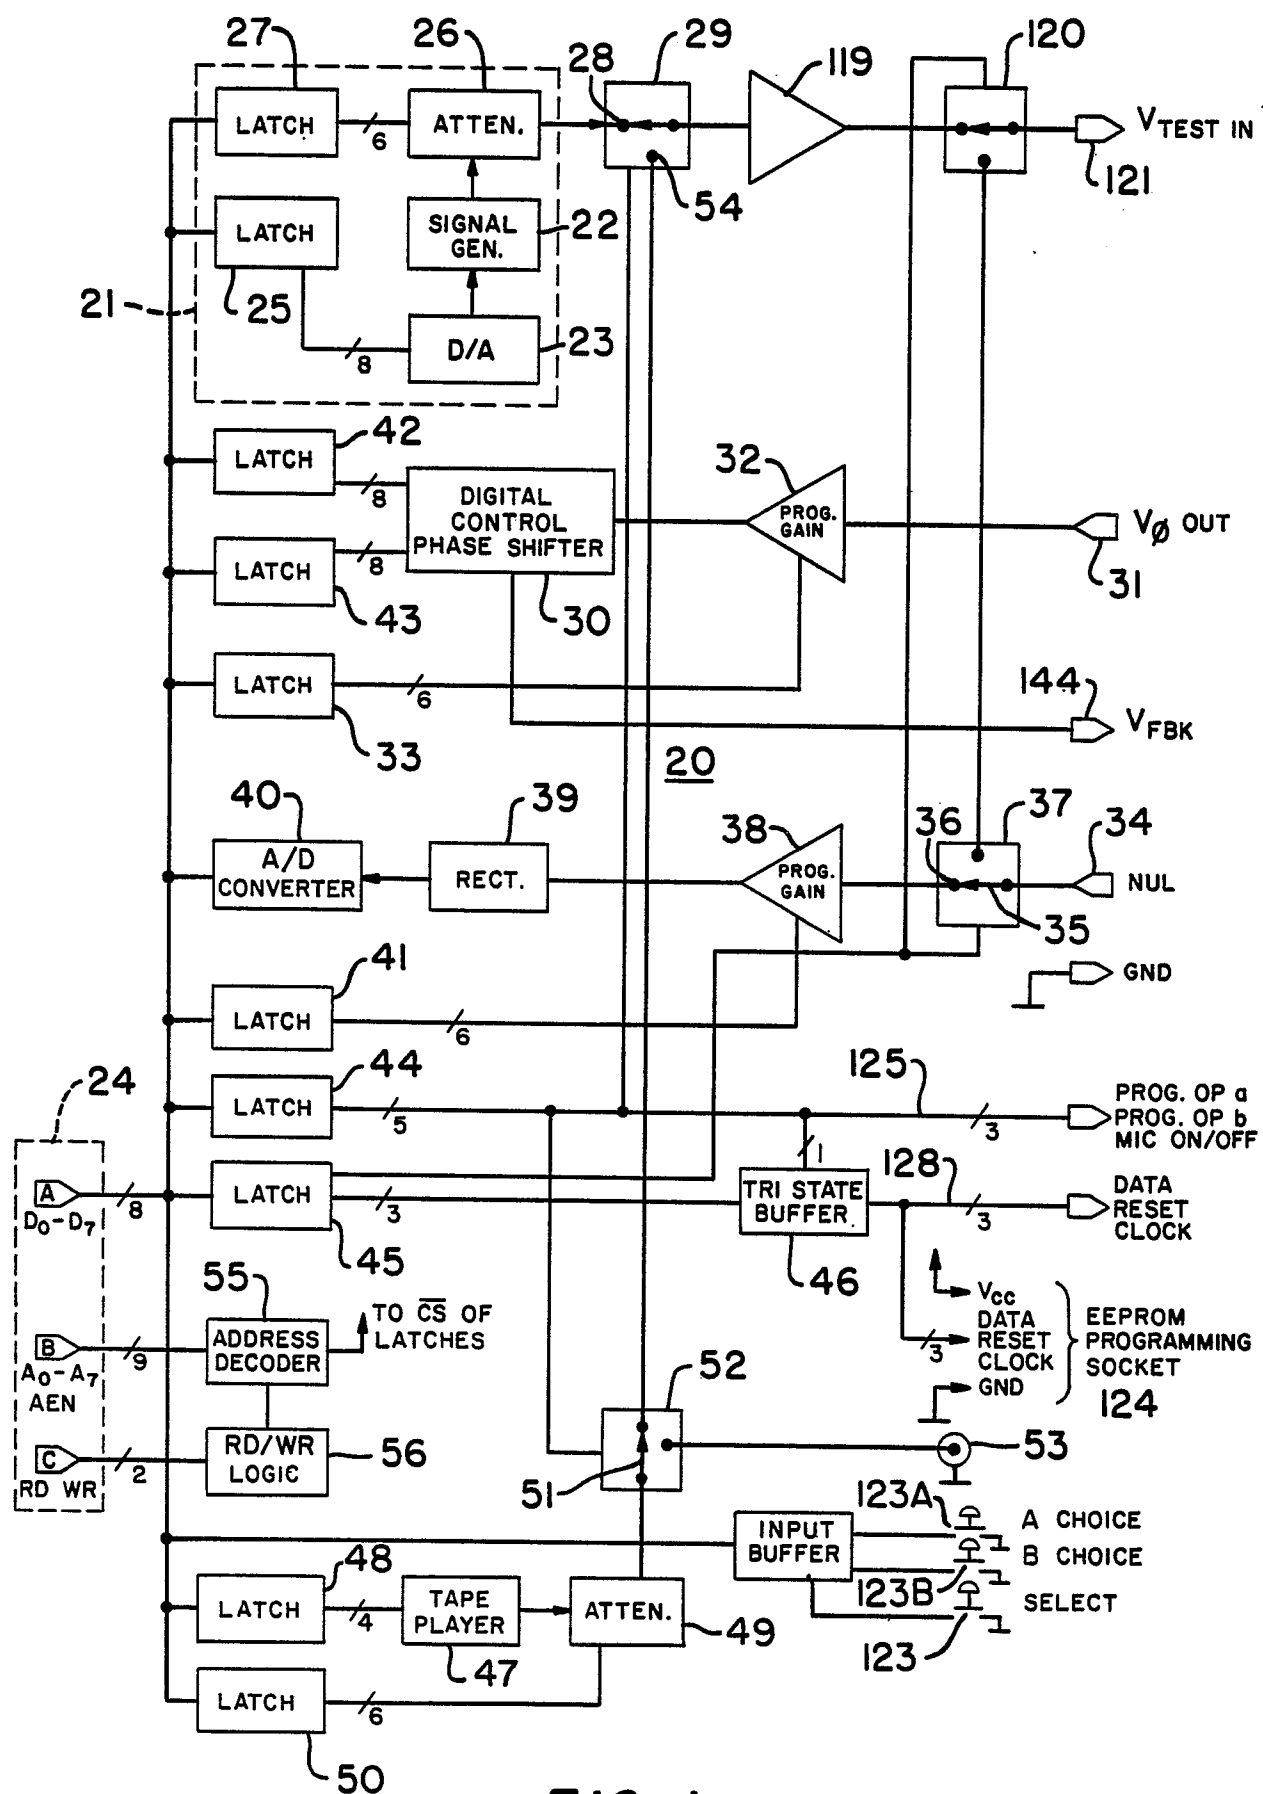 27
26
28
29
119
120
LATCH
6
ATTEN.
VTEST IN
121
54
LATCH
SIGNAL
GEN.
22
21
25
8
D/A
23
42
LATCH
8
DIGITAL
CONTROL
PHASE SHIFTER
32
PROG.
GAIN
VØ OUT
31
LATCH
8
43
30
LATCH
6
33
144
VFBK
20
40
39
38
36
37
34
A/D
CONVERTER
RECT.
PROG.
GAIN
NUL
35
41
GND
LATCH
6
44
LATCH
5
125
3
PROG. OP a
PROG. OP b
MIC ON/OFF
24
A
8
D0-D7
LATCH
3
45
1
TRI STATE
BUFFER
46
128
3
DATA
RESET
CLOCK
55
TO CS OF
LATCHES
B
9
A0-A7
AEN
ADDRESS
DECODER
VCC
DATA
RESET
CLOCK
3
GND
EEPROM
PROGRAMMING
SOCKET
124
52
C
2
RD WR
RD/WR
LOGIC
56
51
53
123A
A CHOICE
INPUT
BUFFER
B CHOICE
123B
SELECT
123
48
LATCH
4
TAPE
PLAYER
47
ATTEN.
49
LATCH
6
50